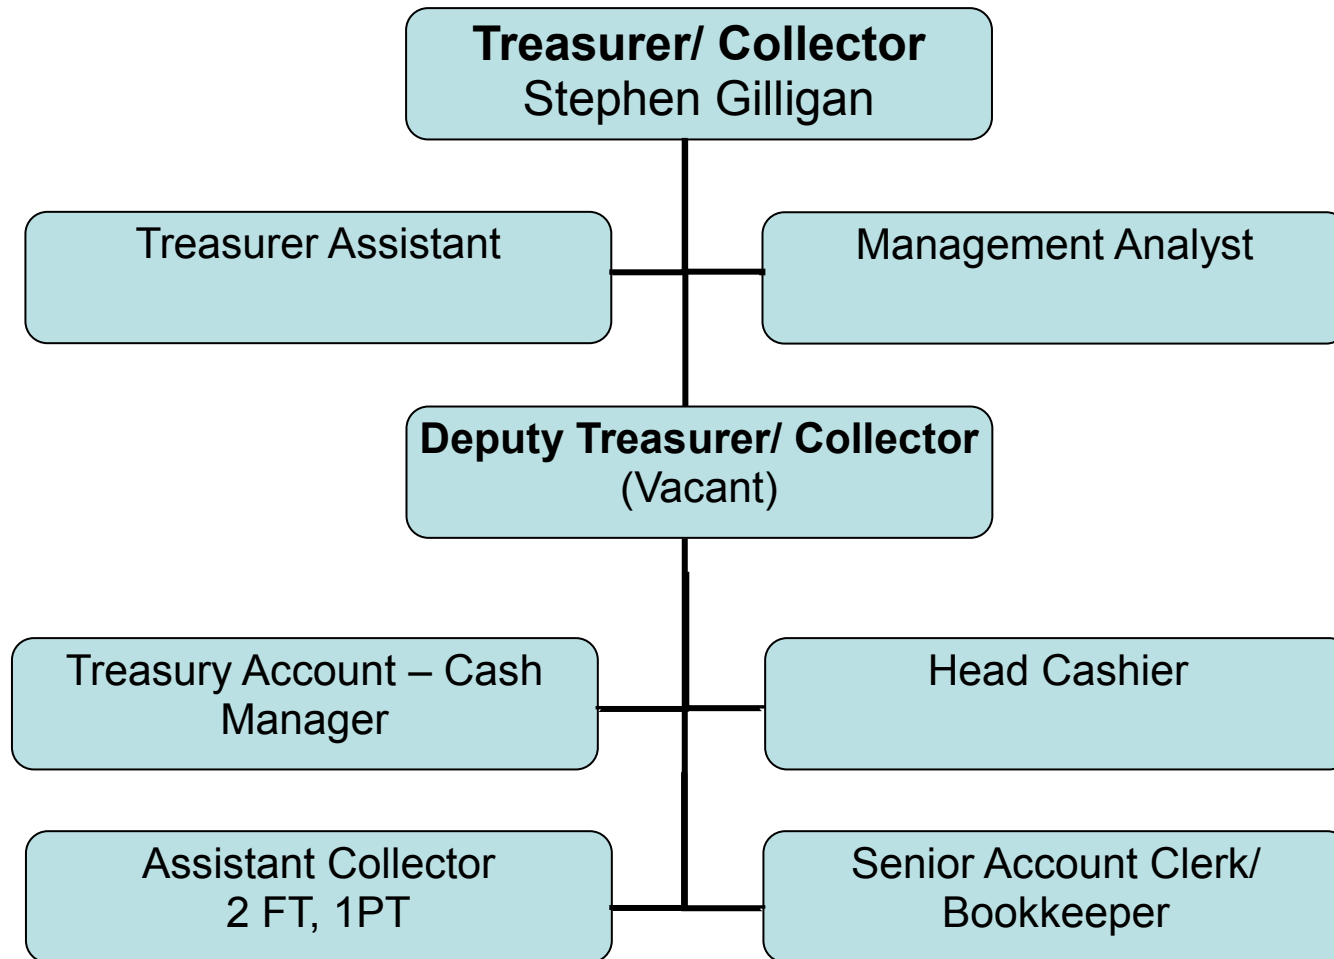 Treasurer/ Collector
Stephen Gilligan
Treasurer Assistant
Management Analyst
Deputy Treasurer/ Collector
(Vacant)
Treasury Account – Cash
Manager
Head Cashier
Assistant Collector
2 FT, 1PT
Senior Account Clerk/
Bookkeeper